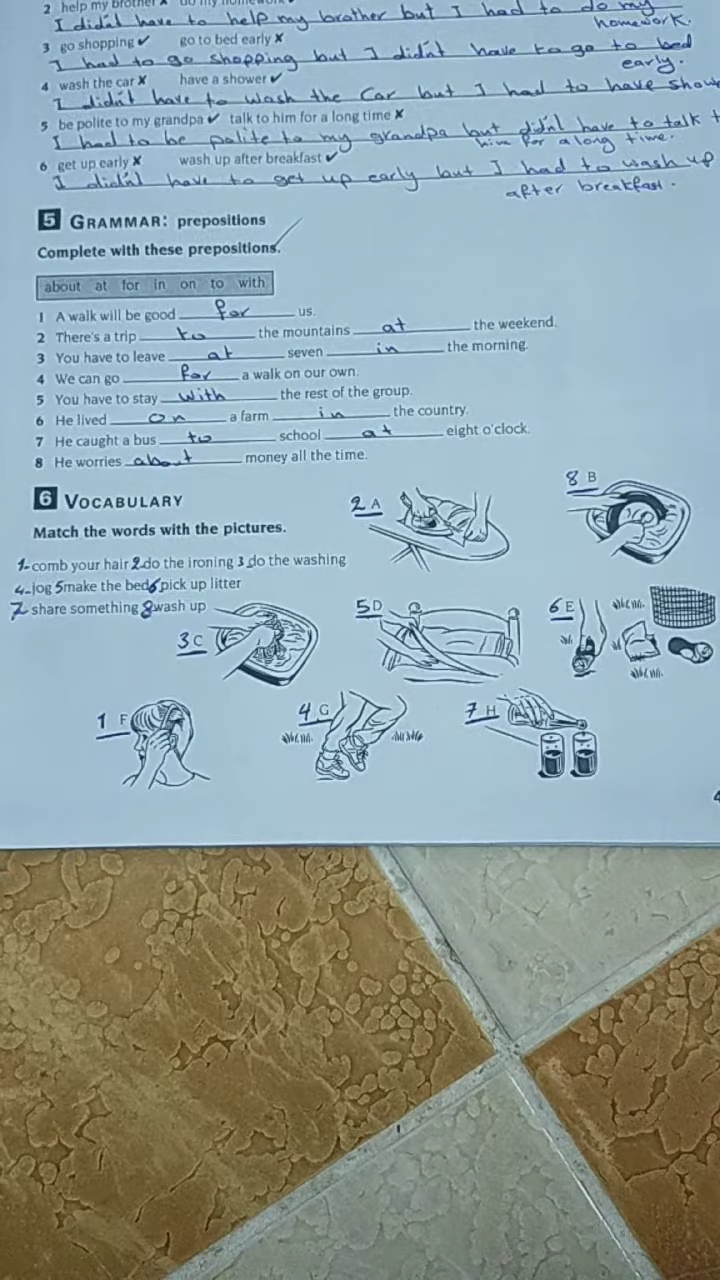 2 help my brother ✗ do my homework ✓
I didn't have to help my brother but I had to do my
homework.
3 go shopping ✓ go to bed early ✗
I had to go shopping but I didn't have to go to bed
early.
4 wash the car ✗ have a shower ✓
I didn't have to wash the Car but I had to have
5 be polite to my grandpa ✓ talk to him for a long time ✗
I had to be polite to my grandpa but didn't have to talk
him for a long time.
6 get up early ✗ wash up after breakfast ✓
I didn't have to get up early but I had to wash up
after breakfast.
5 GRAMMAR: prepositions
Complete with these prepositions.
about at for in on to with
1 A walk will be good for us.
2 There's a trip to the mountains at the weekend.
3 You have to leave at seven in the morning.
4 We can go for a walk on our own.
5 You have to stay with the rest of the group.
6 He lived on a farm in the country.
7 He caught a bus to school at eight o'clock.
8 He worries about money all the time.
6 VOCABULARY
Match the words with the pictures.
1- comb your hair 2-do the ironing 3 do the washing
4-jog 5make the bed 6 pick up litter
7- share something 8 wash up
2 A
8 B
3 C
5 D
6 E
1 F
4 G
7 H